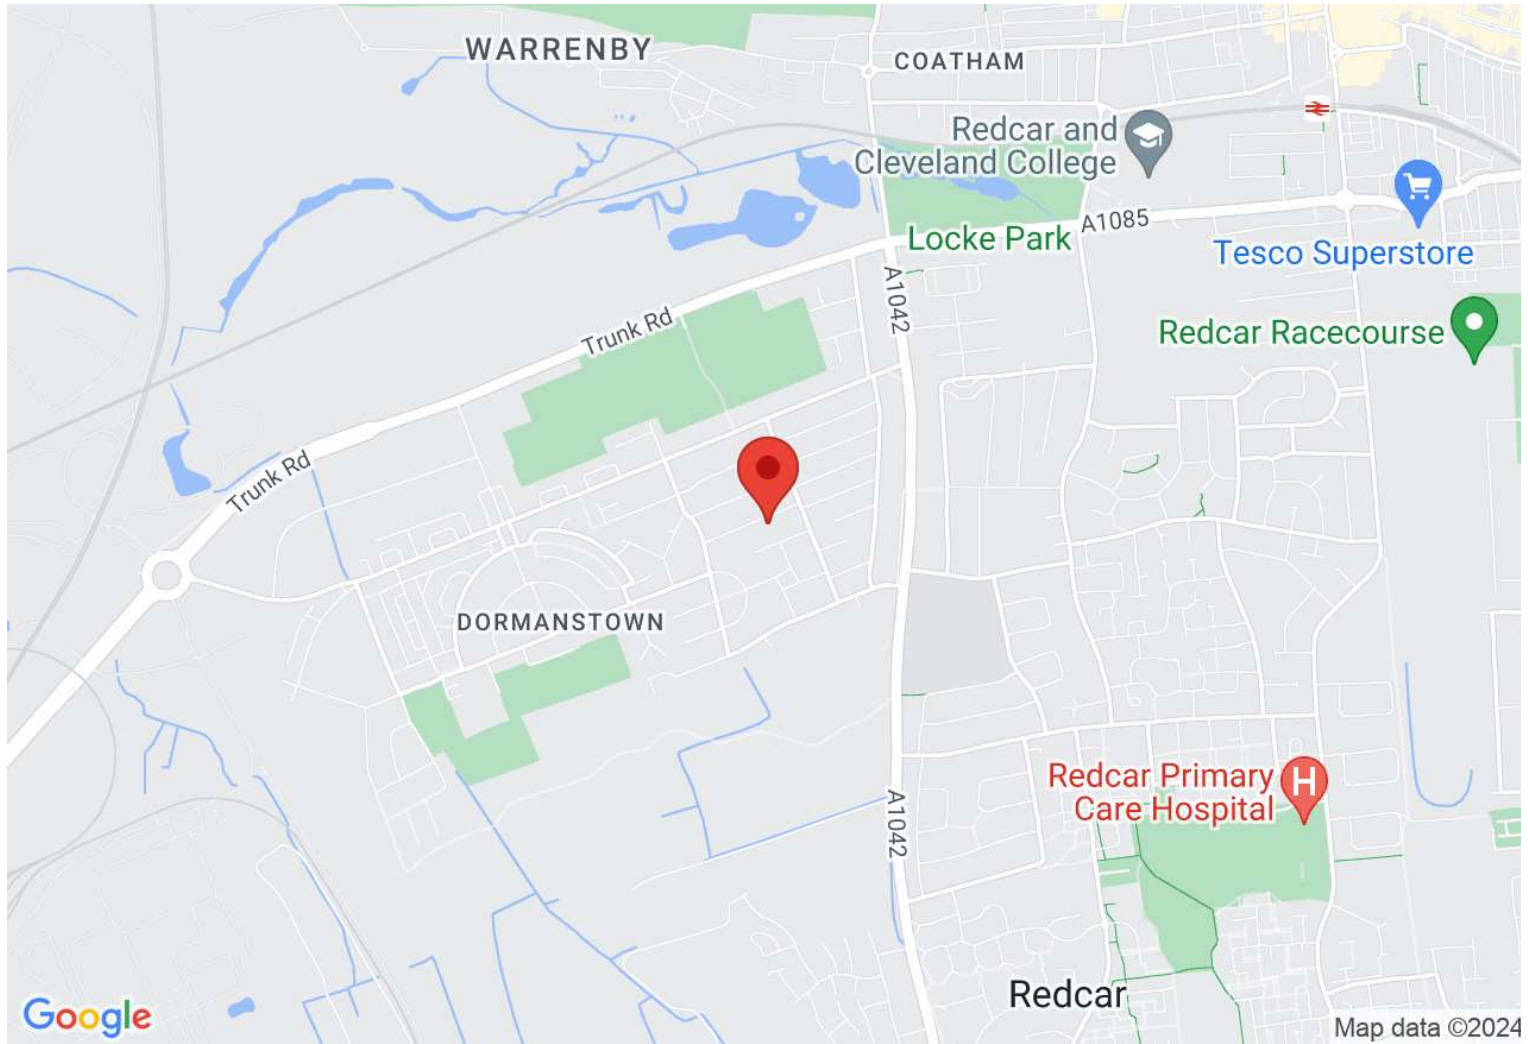 WARRENBY
COATHAM
Redcar and
Cleveland College
A1085
Locke Park
Tesco Superstore
A1042
Trunk Rd
Redcar Racecourse
Trunk Rd
DORMANSTOWN
Redcar Primary
Care Hospital
H
A1042
Redcar
Google
Map data ©2024